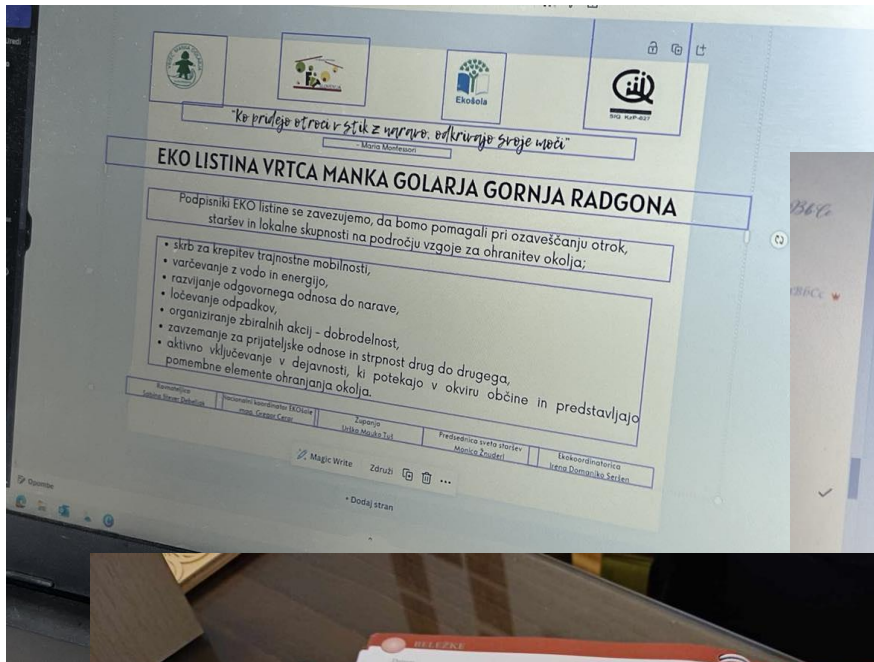 Ekošola
SIQ KzP-027
"Ko pridejo otroci v stik z naravo, odkrivajo svoje moči"
- Maria Montessori
EKO LISTINA VRTCA MANKA GOLARJA GORNJA RADGONA
Podpisniki EKO listine se zavezujemo, da bomo pomagali pri ozaveščanju otrok,
staršev in lokalne skupnosti na področju vzgoje za ohranitev okolja;
• skrb za krepitev trajnostne mobilnosti,
• varčevanje z vodo in energijo,
• razvijanje odgovornega odnosa do narave,
• ločevanje odpadkov,
• organiziranje zbiralnih akcij - dobrodelnost,
• zavzemanje za prijateljske odnose in strpnost drug do drugega,
• aktivno vključevanje v dejavnosti, ki potekajo v okviru občine in predstavljajo
pomembne elemente ohranjanja okolja.
Ravnateljica
Nacionalni koordinator EKOšole
mag. Gregor Cerar
Županja
Urška Mauko Tuš
Predsednica sveta staršev
Monica Žnuderl
Ekokoordinatorica
Irena Domanjko Seršen
Magic Write
Združi
+ Dodaj stran
Opombe
BELEŽKE